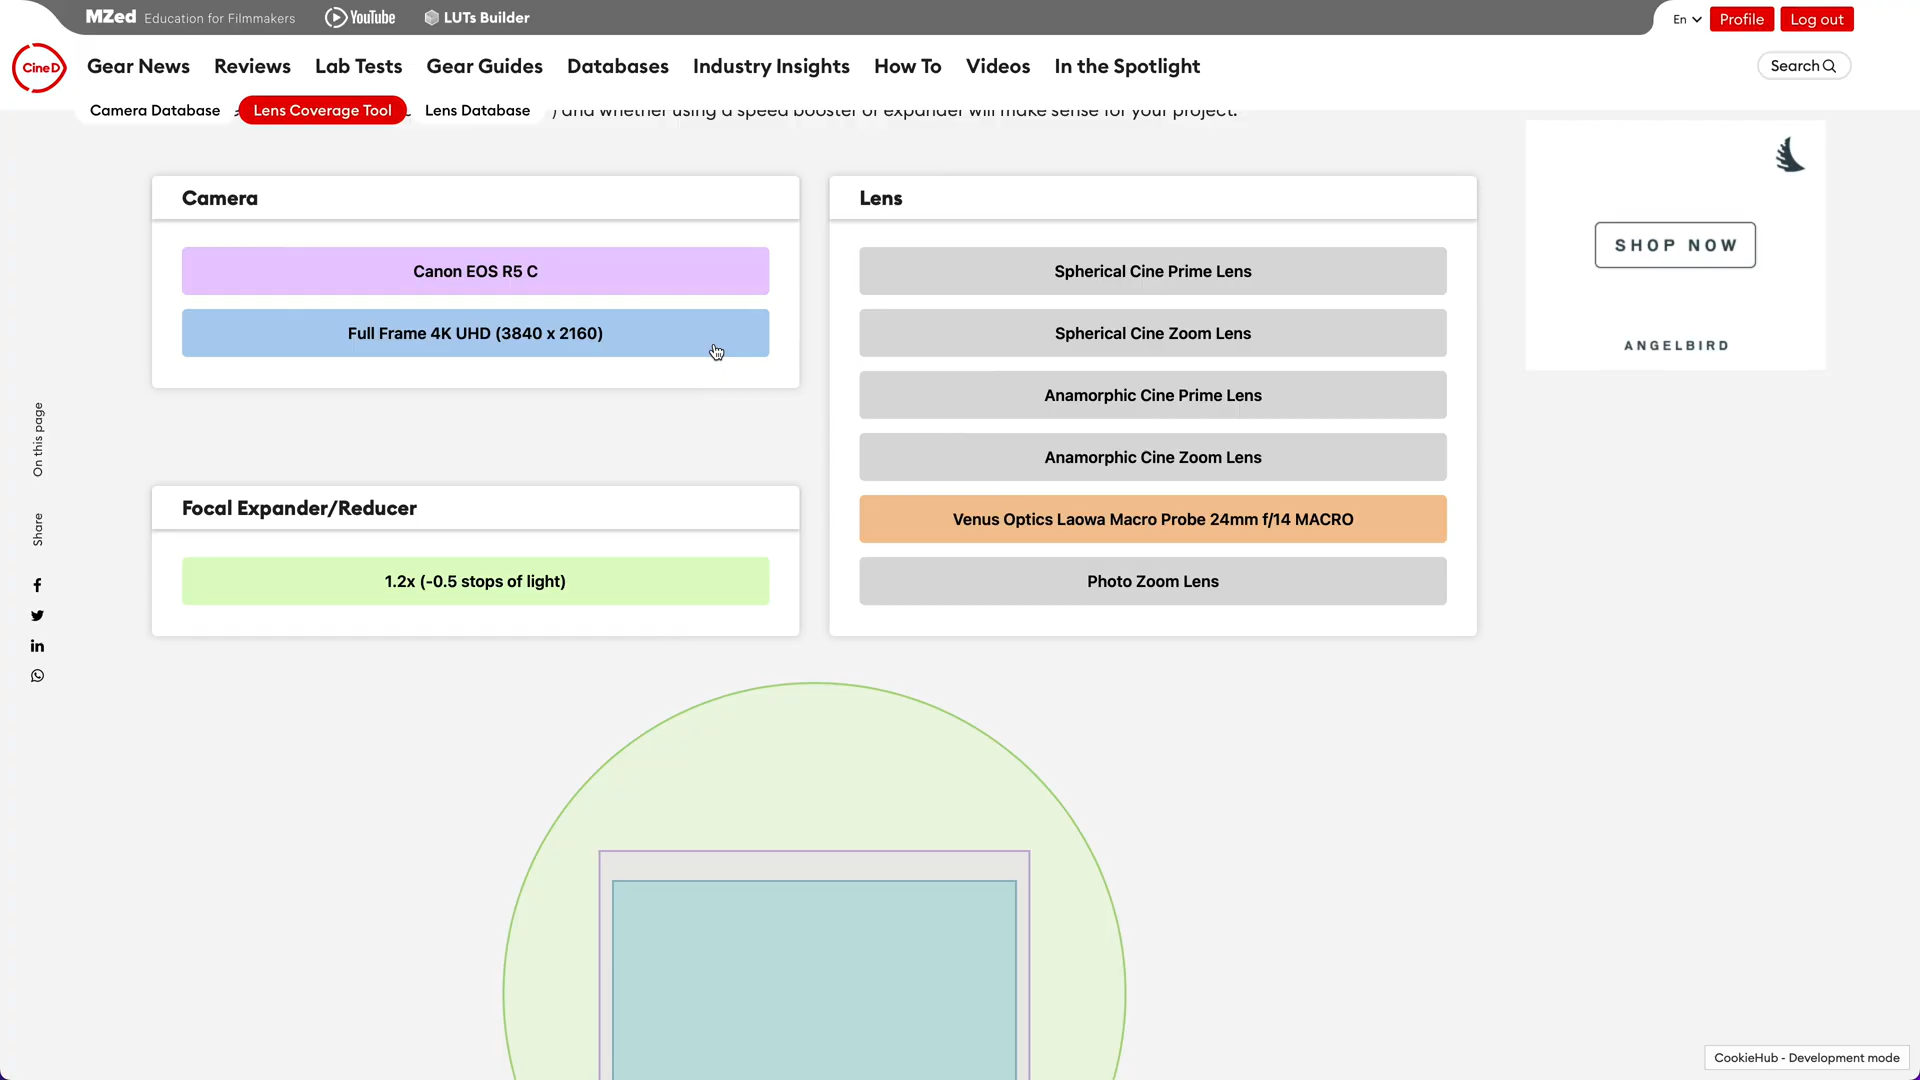 MZed Education for Filmmakers
YouTube
LUTs Builder
En
Profile
Log out
CineD
Gear News
Reviews
Lab Tests
Gear Guides
Databases
Industry Insights
How To
Videos
In the Spotlight
Search
Camera Database
Lens Coverage Tool
Lens Database
) and whether using a speed booster or expander will make sense for your project.
Camera
Canon EOS R5 C
Full Frame 4K UHD (3840 x 2160)
Focal Expander/Reducer
1.2x (-0.5 stops of light)
Lens
Spherical Cine Prime Lens
Spherical Cine Zoom Lens
Anamorphic Cine Prime Lens
Anamorphic Cine Zoom Lens
Venus Optics Laowa Macro Probe 24mm f/14 MACRO
Photo Zoom Lens
SHOP NOW
ANGELBIRD
On this page
Share
CookieHub - Development mode